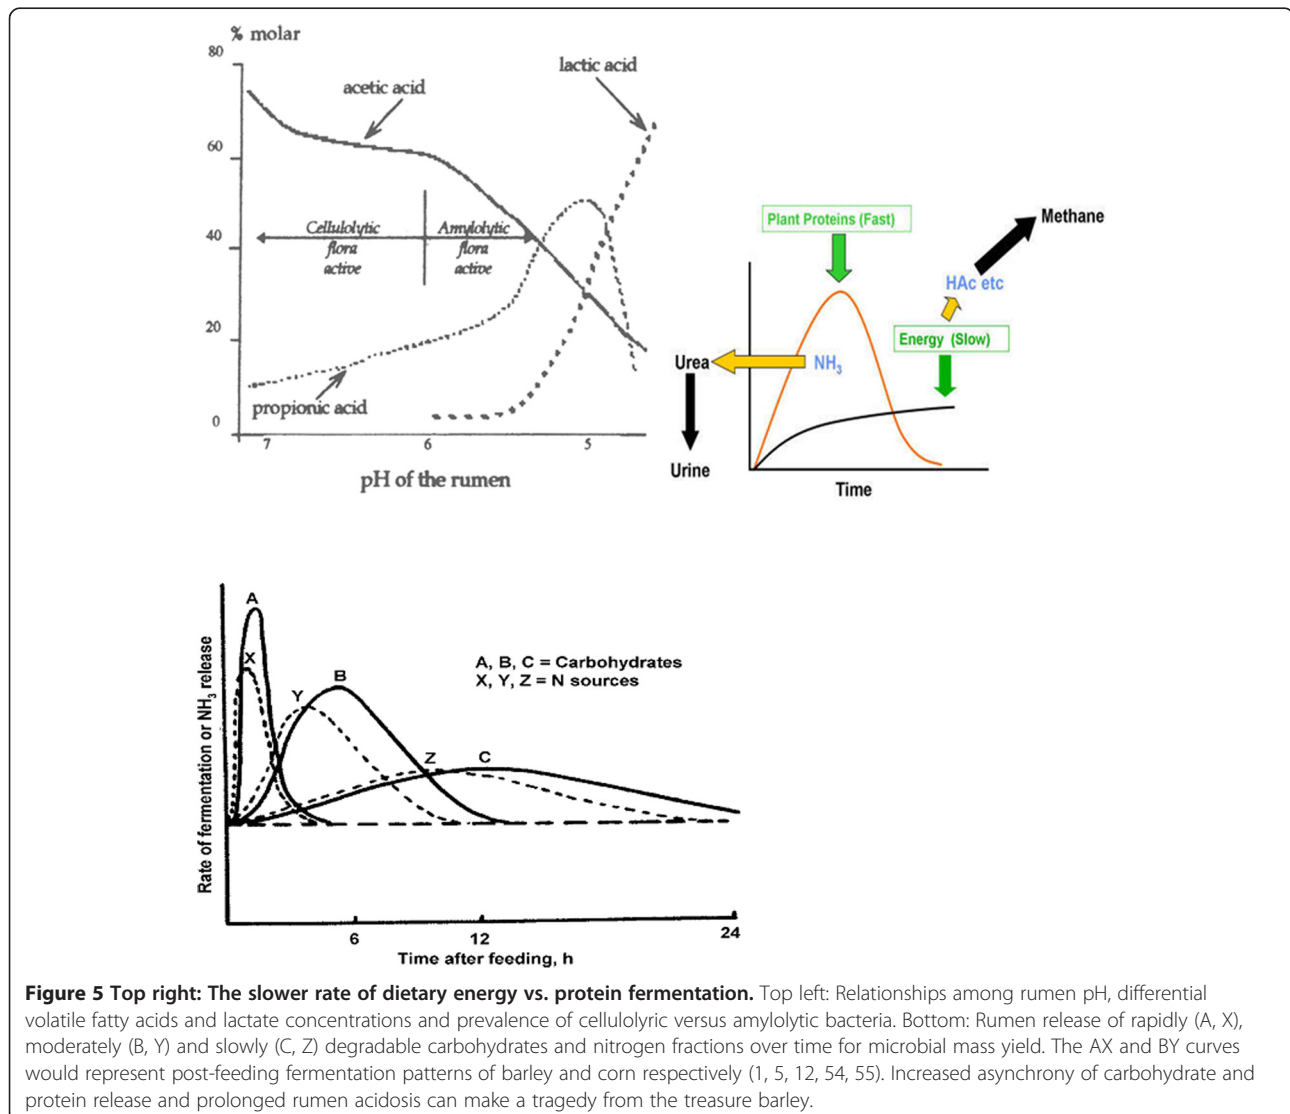 % molar
80
60
40
20
0
acetic acid
lactic acid
Cellulolytic
flora
active
Amylolytic
flora
active
propionic acid
7
6
5
pH of the rumen
Plant Proteins (Fast)
Methane
HAc etc
Energy (Slow)
Urea
NH₃
Urine
Time
Rate of fermentation or NH₃ release
A
X
Y
B
Z
C
A, B, C = Carbohydrates
X, Y, Z = N sources
6
12
24
Time after feeding, h
Figure 5 Top right: The slower rate of dietary energy vs. protein fermentation. Top left: Relationships among rumen pH, differential
volatile fatty acids and lactate concentrations and prevalence of cellulolyric versus amylolytic bacteria. Bottom: Rumen release of rapidly (A, X),
moderately (B, Y) and slowly (C, Z) degradable carbohydrates and nitrogen fractions over time for microbial mass yield. The AX and BY curves
would represent post-feeding fermentation patterns of barley and corn respectively (1, 5, 12, 54, 55). Increased asynchrony of carbohydrate and
protein release and prolonged rumen acidosis can make a tragedy from the treasure barley.